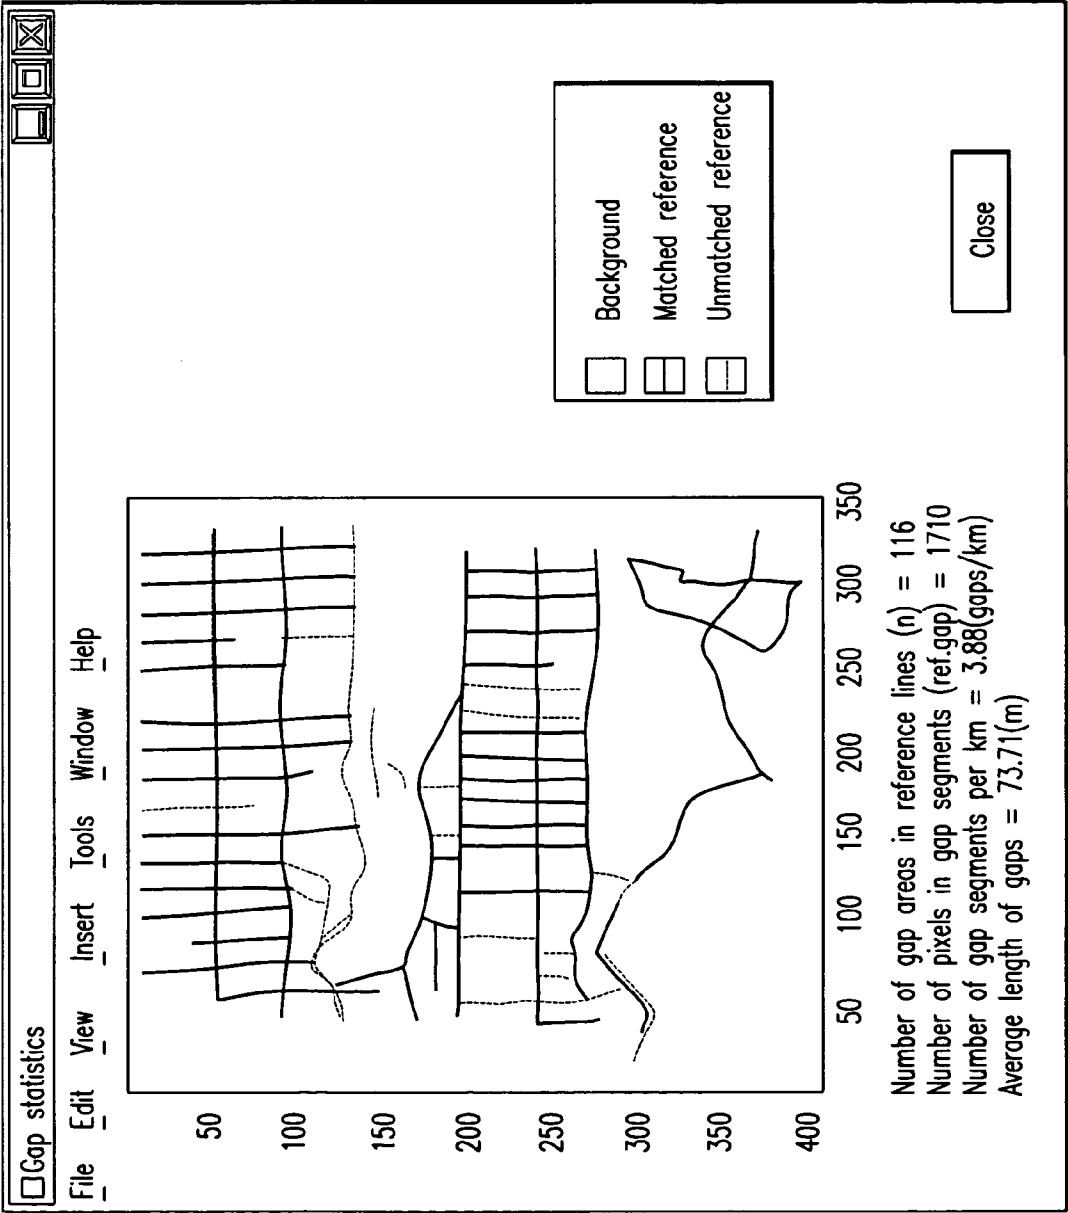 Gap statistics
File Edit View Insert Tools Window Help
50
100
150
200
250
300
350
400
50 100 150 200 250 300 350
Background
Matched reference
Unmatched reference
Number of gap areas in reference lines (n) = 116
Number of pixels in gap segments (ref.gap) = 1710
Number of gap segments per km = 3.88(gaps/km)
Average length of gaps = 73.71(m)
Close